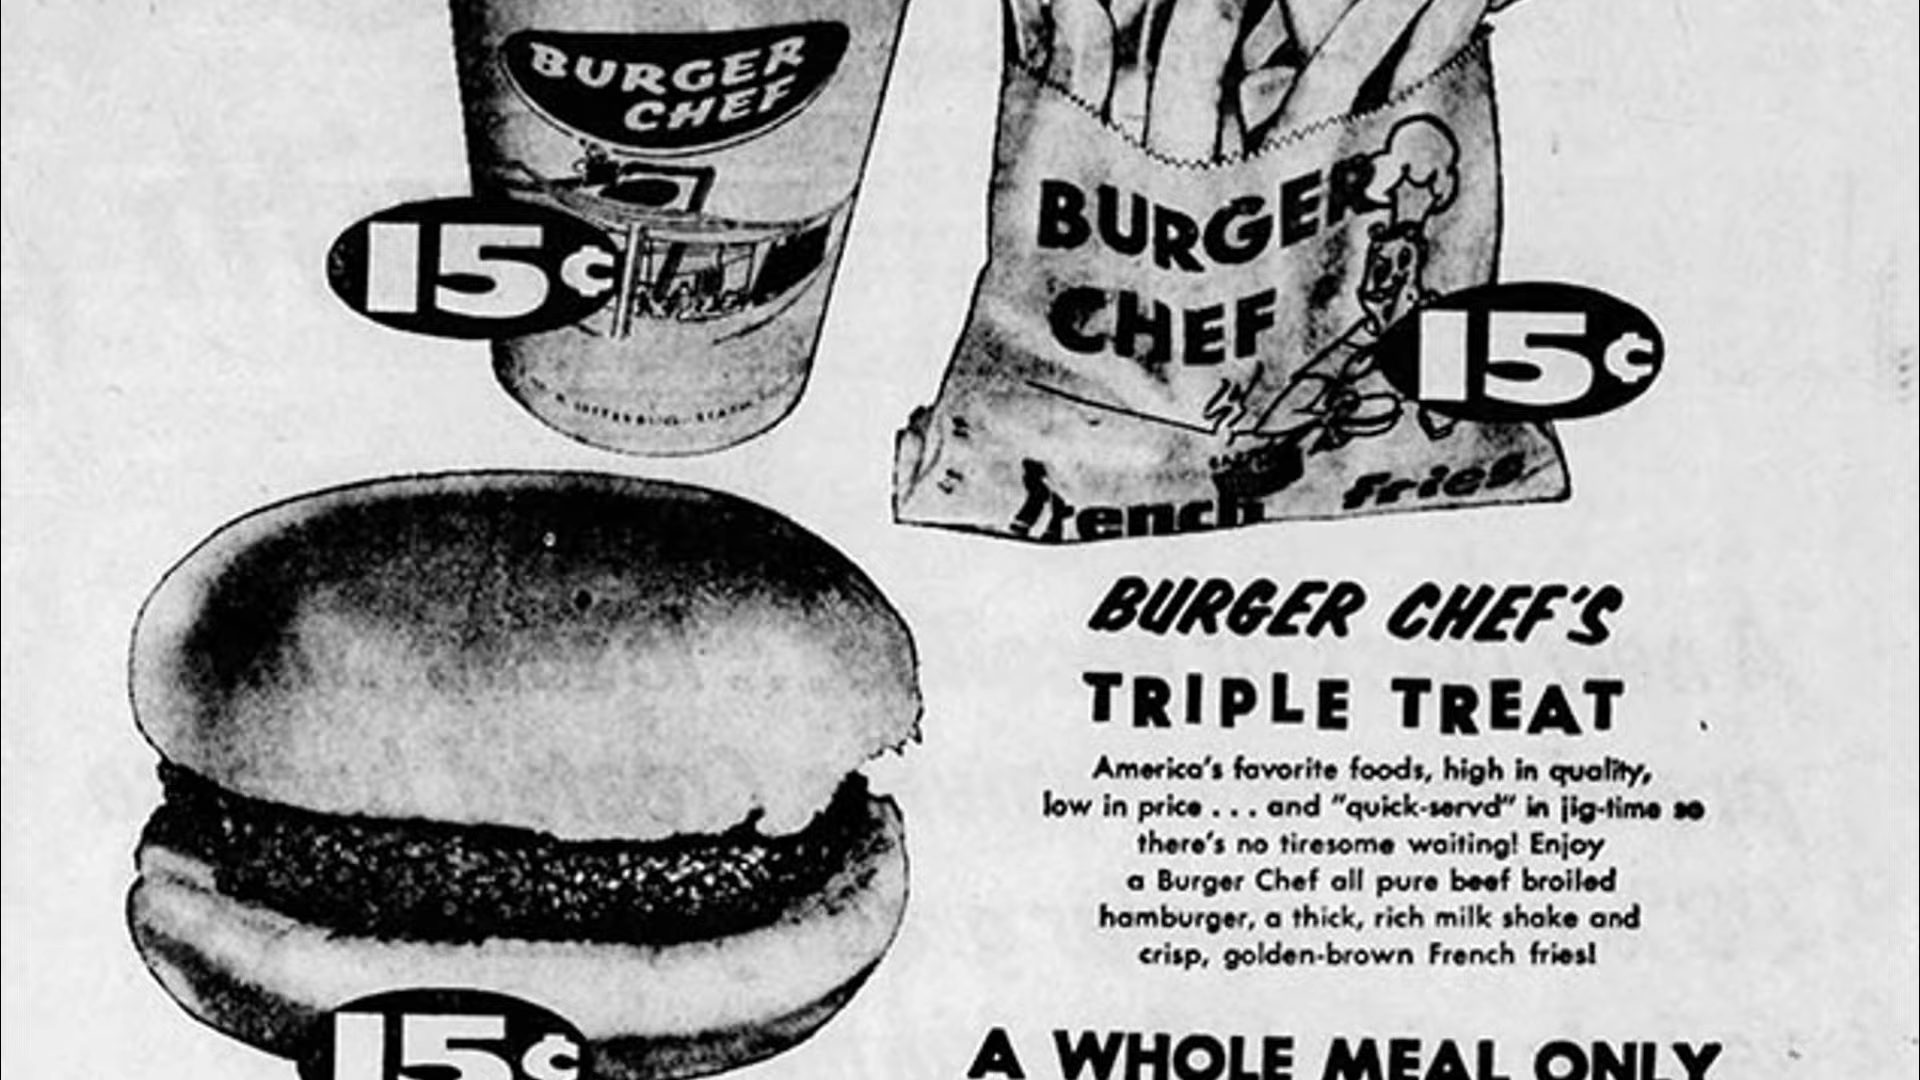 BURGER
CHEF
15¢
BURGER
CHEF
15¢
French fries
15¢
BURGER CHEF'S
TRIPLE TREAT
America's favorite foods, high in quality,
low in price . . . and "quick-servd" in jig-time so
there's no tiresome waiting! Enjoy
a Burger Chef all pure beef broiled
hamburger, a thick, rich milk shake and
crisp, golden-brown French fries!
A WHOLE MEAL ONLY